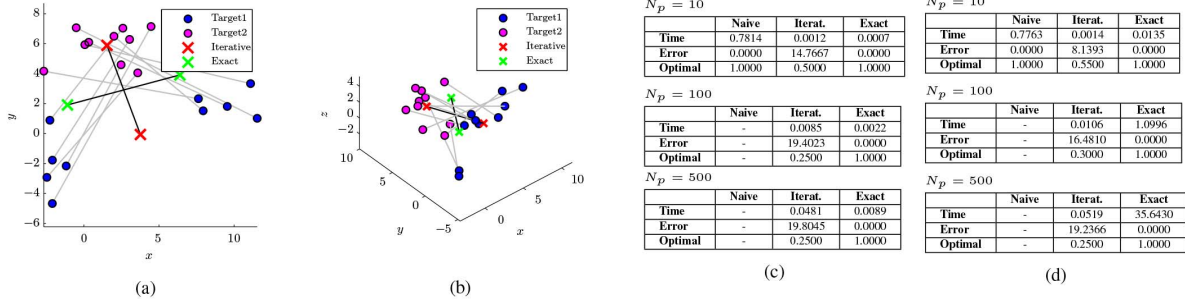 Target1
Target2
Iterative
Exact
8
6
4
2
0
−2
−4
−6
y
0
5
10
x
(a)
Target1
Target2
Iterative
Exact
4
2
0
−2
z
10
5
0
−5
y
0
5
10
x
(b)
N_p = 10
Naive Iterat. Exact
Time 0.7814 0.0012 0.0007
Error 0.0000 14.7667 0.0000
Optimal 1.0000 0.5000 1.0000
N_p = 100
Naive Iterat. Exact
Time - 0.0085 0.0022
Error - 19.4023 0.0000
Optimal - 0.2500 1.0000
N_p = 500
Naive Iterat. Exact
Time - 0.0481 0.0089
Error - 19.8045 0.0000
Optimal - 0.2500 1.0000
(c)
N_p = 10
Naive Iterat. Exact
Time 0.7763 0.0014 0.0135
Error 0.0000 8.1393 0.0000
Optimal 1.0000 0.5500 1.0000
N_p = 100
Naive Iterat. Exact
Time - 0.0106 1.0996
Error - 16.4810 0.0000
Optimal - 0.3000 1.0000
N_p = 500
Naive Iterat. Exact
Time - 0.0519 35.6430
Error - 19.2366 0.0000
Optimal - 0.2500 1.0000
(d)